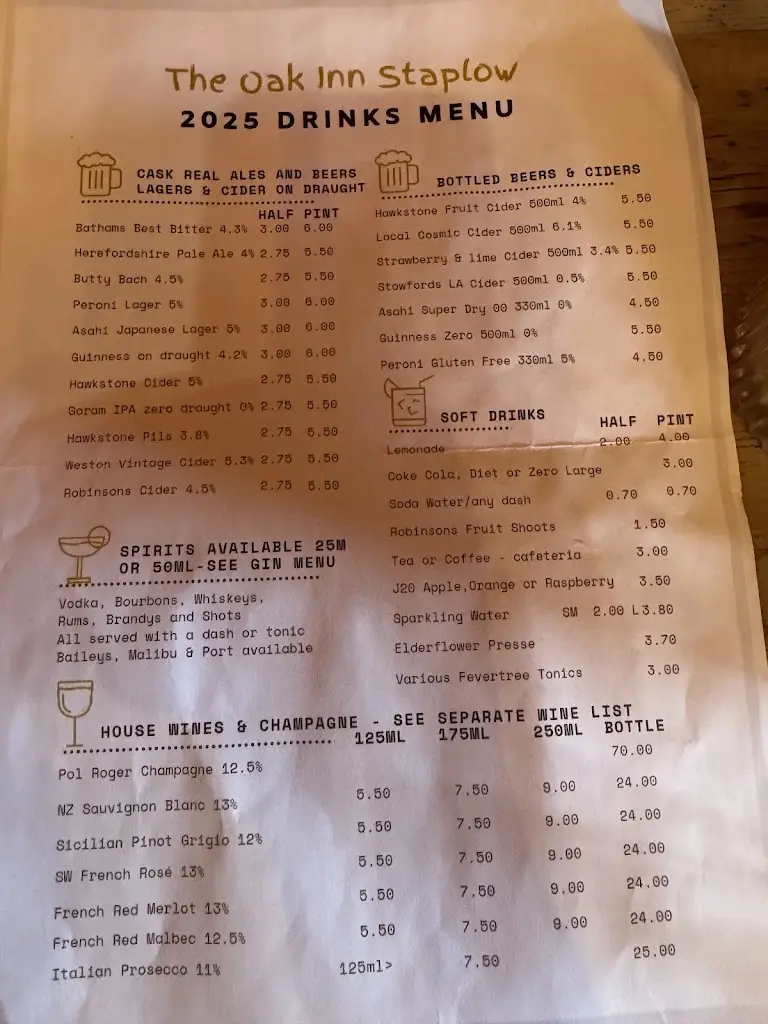 The Oak Inn Staplow
2025 DRINKS MENU
CASK REAL ALES AND BEERS
LAGERS & CIDER ON DRAUGHT
HALF PINT
Bathams Best Bitter 4.3% 3.00 6.00
Herefordshire Pale Ale 4% 2.75 5.50
Butty Bach 4.5% 2.75 5.50
Peroni Lager 5% 3.00 6.00
Asahi Japanese Lager 5% 3.00 6.00
Guinness on draught 4.2% 3.00 6.00
Hawkstone Cider 5% 2.75 5.50
Goram IPA zero draught 0% 2.75 5.50
Hawkstone Pils 3.8% 2.75 5.50
Weston Vintage Cider 5.3% 2.75 5.50
Robinsons Cider 4.5% 2.75 5.50
BOTTLED BEERS & CIDERS
Hawkstone Fruit Cider 500ml 4% 5.50
Local Cosmic Cider 500ml 6.1% 5.50
Strawberry & lime Cider 500ml 3.4% 5.50
Stowfords LA Cider 500ml 0.5% 5.50
Asahi Super Dry 00 330ml 0% 4.50
Guinness Zero 500ml 0% 5.50
Peroni Gluten Free 330ml 5% 4.50
SOFT DRINKS
HALF PINT
Lemonade 2.00 4.00
Coke Cola, Diet or Zero Large 3.00
Soda Water/any dash 0.70 0.70
Robinsons Fruit Shoots 1.50
Tea or Coffee - cafeteria 3.00
J20 Apple,Orange or Raspberry 3.50
Sparkling Water SM 2.00 L3.80
Elderflower Presse 3.70
Various Fevertree Tonics 3.00
SPIRITS AVAILABLE 25M
OR 50ML-SEE GIN MENU
Vodka, Bourbons, Whiskeys,
Rums, Brandys and Shots
All served with a dash or tonic
Baileys, Malibu & Port available
HOUSE WINES & CHAMPAGNE - SEE SEPARATE WINE LIST
125ML 175ML 250ML BOTTLE
Pol Roger Champagne 12.5% 70.00
NZ Sauvignon Blanc 13% 5.50 7.50 9.00 24.00
Sicilian Pinot Grigio 12% 5.50 7.50 9.00 24.00
SW French Rosé 13% 5.50 7.50 9.00 24.00
French Red Merlot 13% 5.50 7.50 9.00 24.00
French Red Malbec 12.5% 5.50 7.50 9.00 24.00
Italian Prosecco 11% 125ml> 7.50 25.00